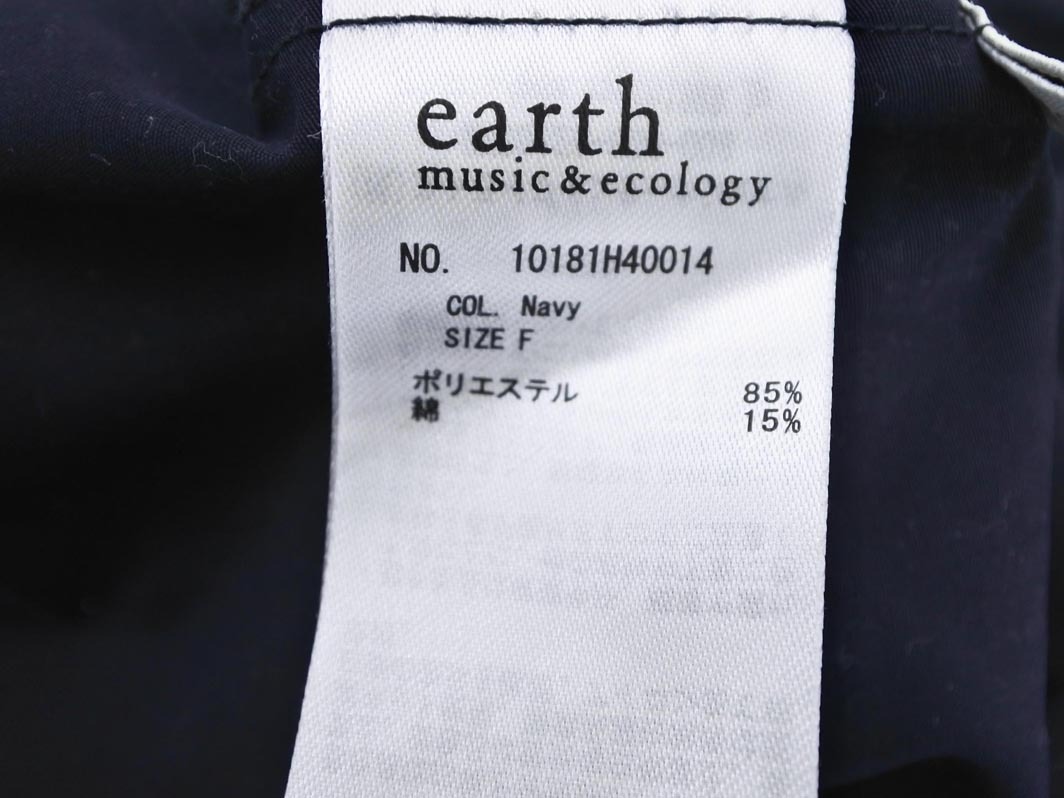 earth
music&ecology
NO. 10181H40014
COL. Navy
SIZE F
ポリエステル 85%
綿 15%